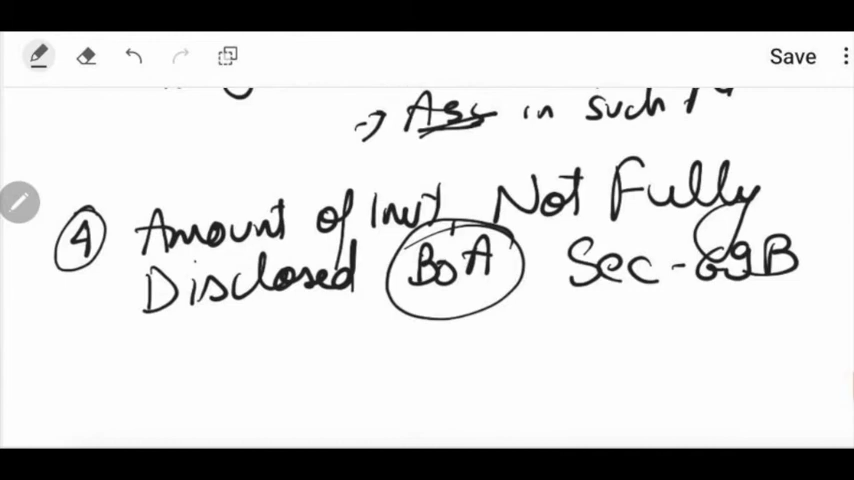 Save
→ Ass in such
④ Amount of Invt Not Fully
Disclosed BoA Sec-69B